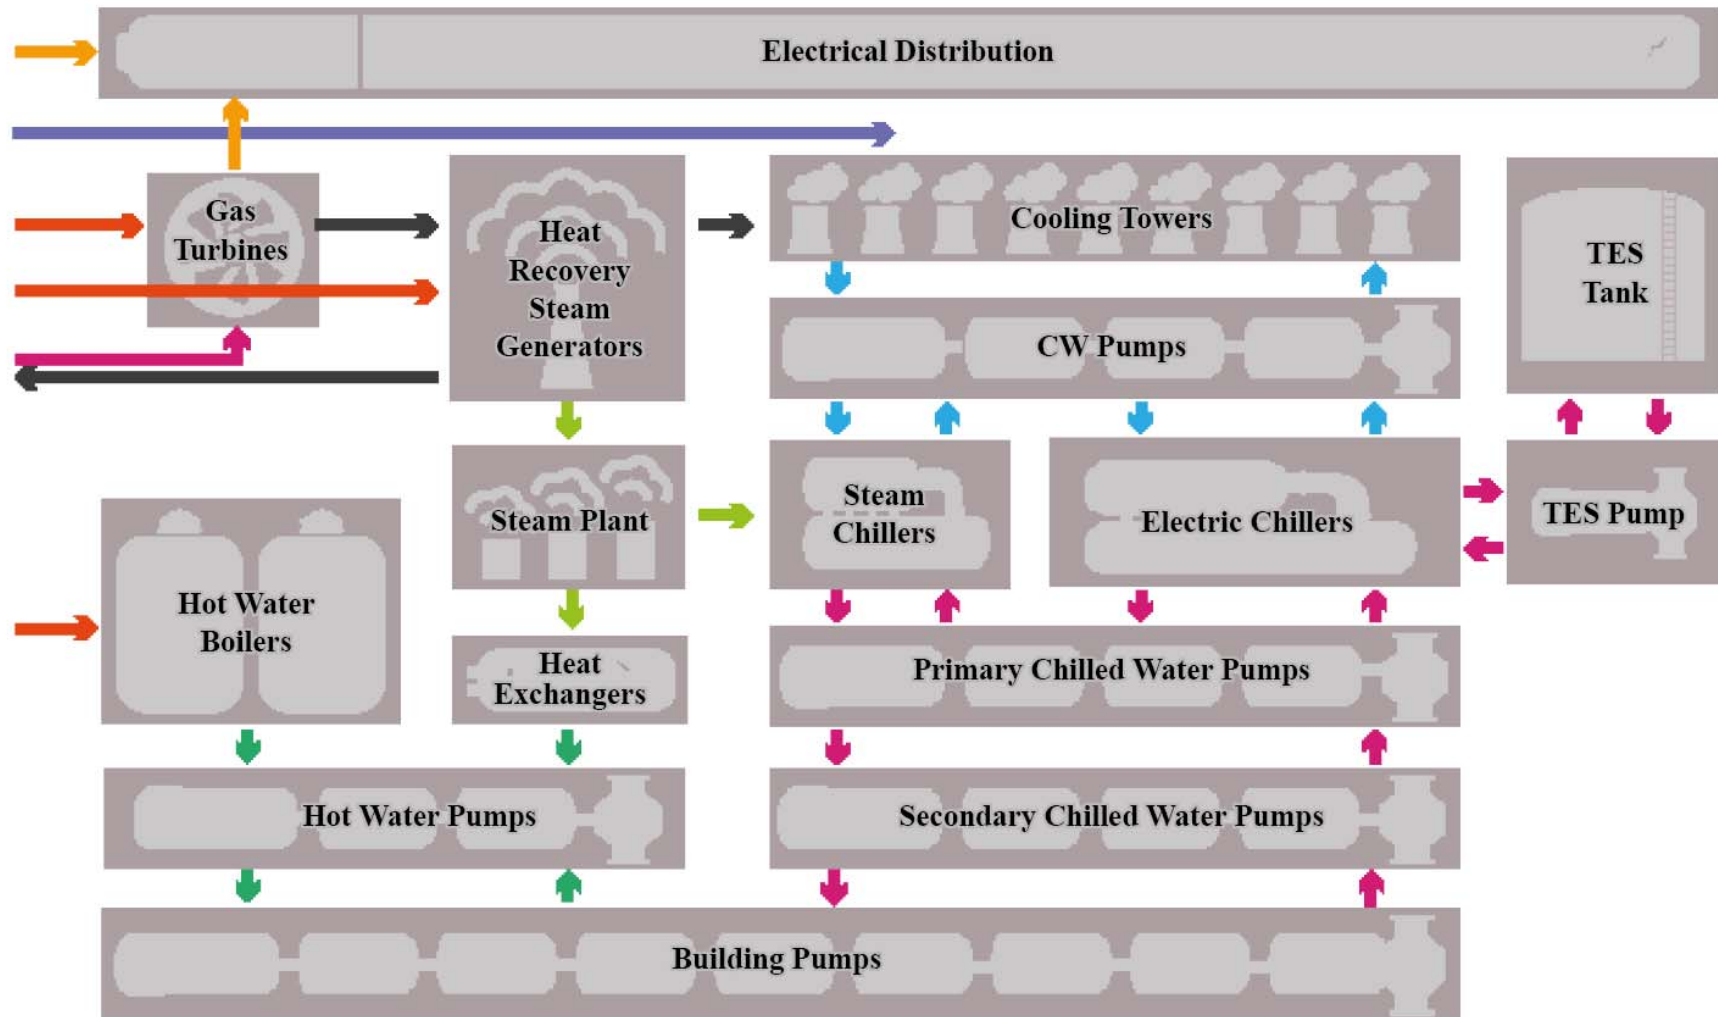 Electrical Distribution
Gas
Turbines
Heat
Recovery
Steam
Generators
Cooling Towers
TES
Tank
CW Pumps
Steam Plant
Steam
Chillers
Electric Chillers
TES Pump
Hot Water
Boilers
Heat
Exchangers
Primary Chilled Water Pumps
Hot Water Pumps
Secondary Chilled Water Pumps
Building Pumps